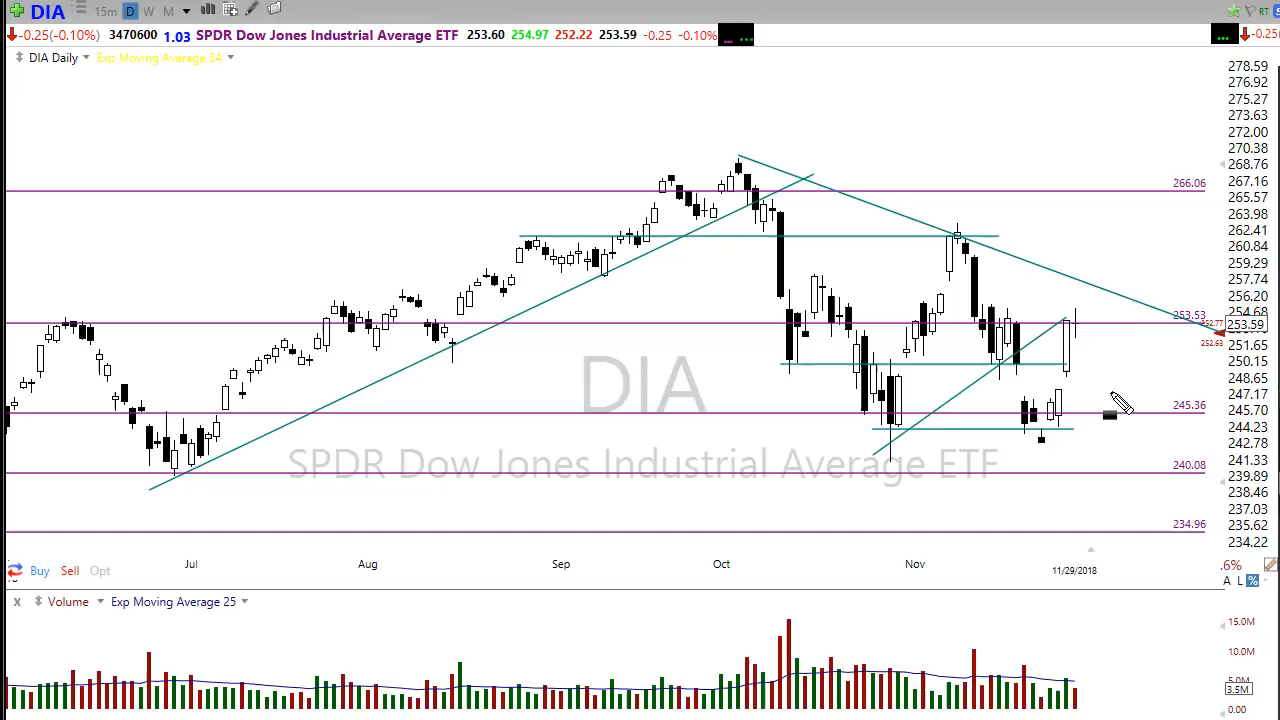 DIA 15m D W M RT
-0.25(-0.10%) 3470600 1.03 SPDR Dow Jones Industrial Average ETF 253.60 254.97 252.22 253.59 -0.25 -0.10% -0.25(
DIA Daily Exp Moving Average 34
278.59
276.92
275.27
273.63
272.00
270.38
268.76
267.16
266.06
265.57
263.98
262.41
260.84
259.29
257.74
256.20
254.68
253.53
252.77
253.59
252.63
251.65
250.15
248.65
247.17
245.36
245.70
244.23
242.78
241.33
240.08
239.89
238.46
237.03
234.96
235.62
234.22
DIA
SPDR Dow Jones Industrial Average ETF
Jul Aug Sep Oct Nov 11/29/2018
Buy Sell Opt .6%
A L %
x Volume Exp Moving Average 25
15.0M
10.0M
5.0M
3.5M
0.00